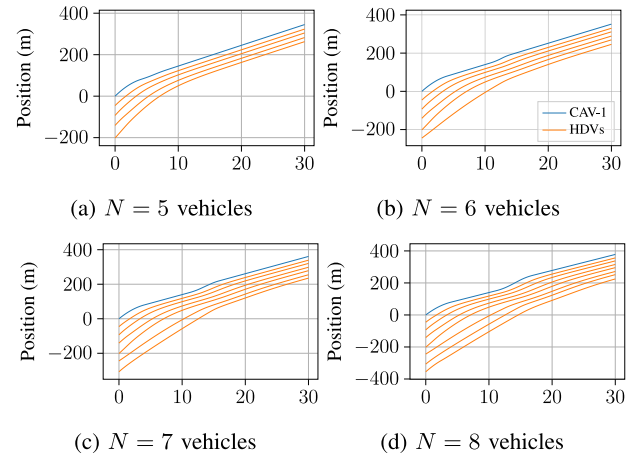 400
200
0
−200
Position (m)
0 10 20 30
(a) N = 5 vehicles
400
200
0
−200
Position (m)
CAV-1
HDVs
0 10 20 30
(b) N = 6 vehicles
400
200
0
−200
Position (m)
0 10 20 30
(c) N = 7 vehicles
400
200
0
−200
−400
Position (m)
0 10 20 30
(d) N = 8 vehicles